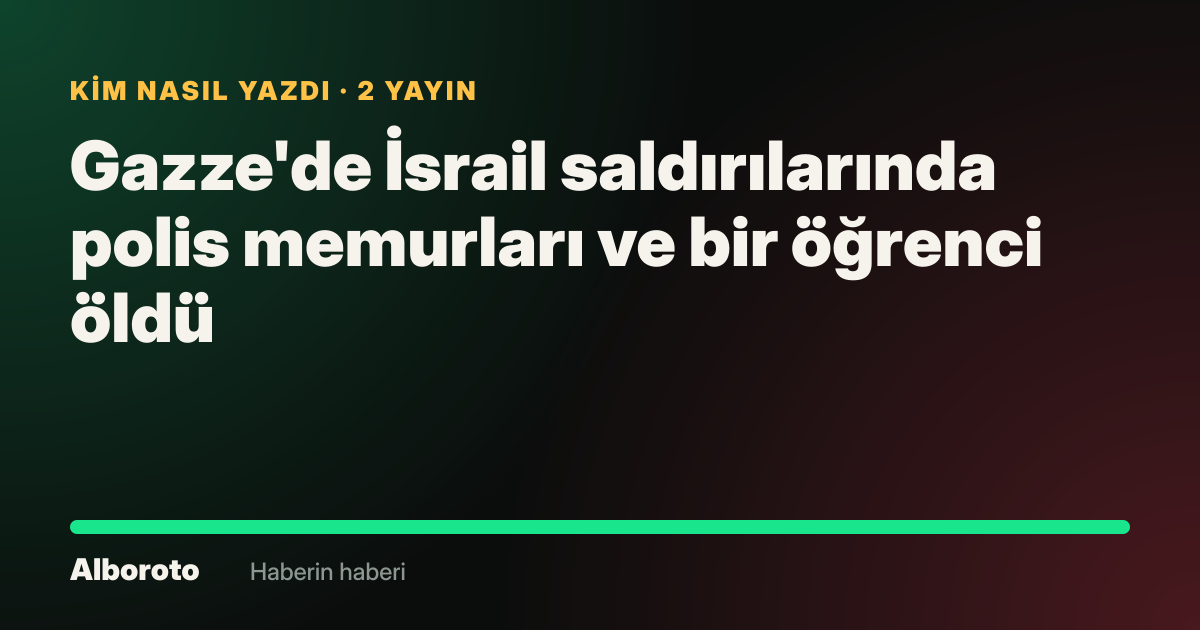 KİM NASIL YAZDI · 2 YAYIN
Gazze'de İsrail saldırılarında
polis memurları ve bir öğrenci
öldü
Alboroto
Haberin haberi